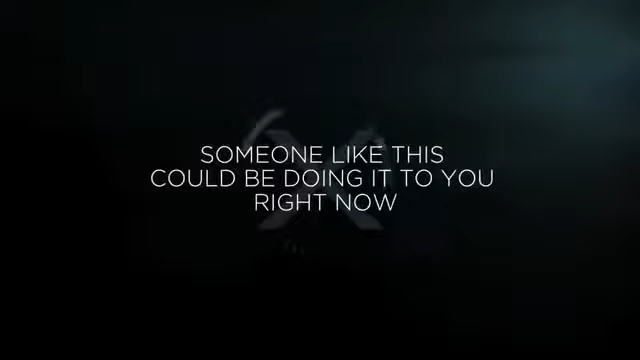 SOMEONE LIKE THIS
COULD BE DOING IT TO YOU
RIGHT NOW